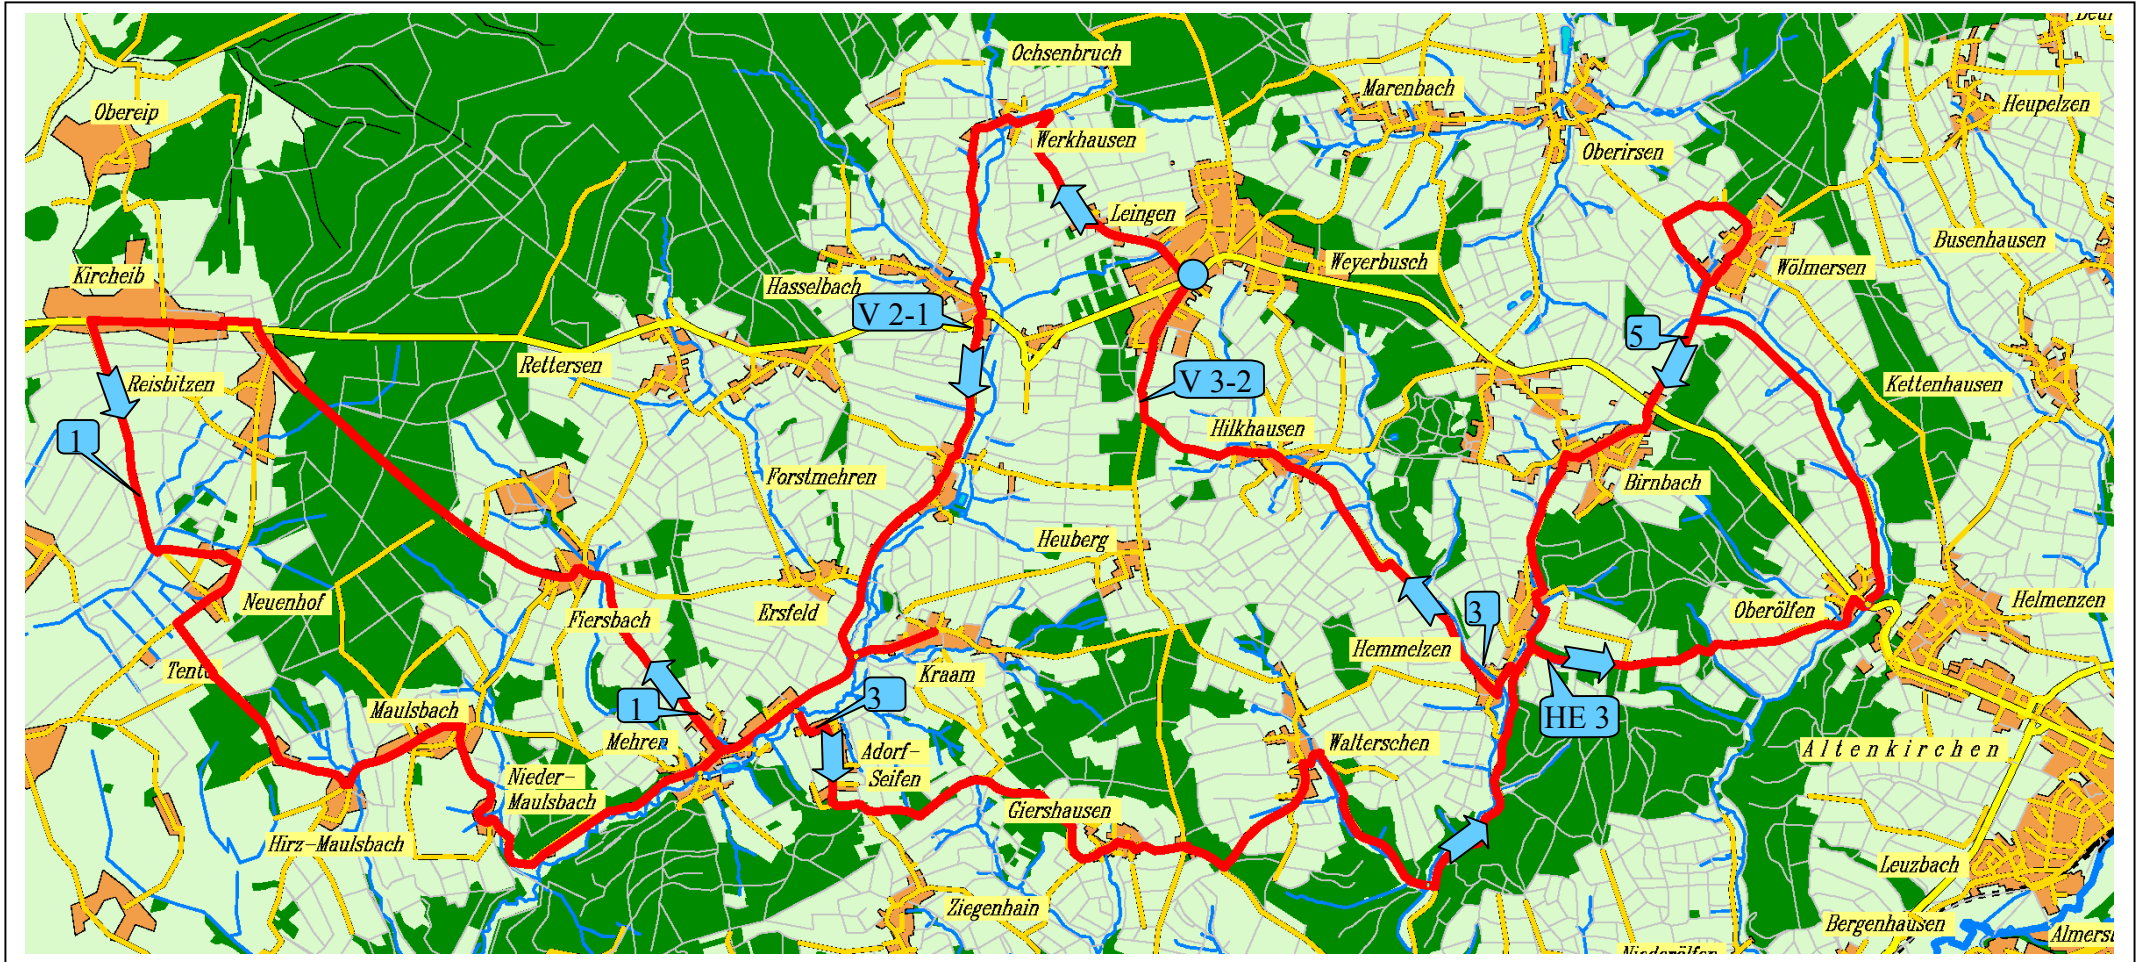 Ochsenbruch
Marenbach
Heupelzen
Obereip
Werkhausen
Oberirsen
Leingen
Busenhausen
Kircheib
Hasselbach
Weyerbusch
Wölmersen
V 2-1
5
Rettersen
Reisbitzen
V 3-2
Kettenhausen
1
Hilkhausen
Forstmehren
Birnbach
Heuberg
Neuenhof
Fiersbach
Ersfeld
3
Oberölfen
Helmenzen
Hemmelzen
Tente
Kraam
1
3
HE 3
Maulsbach
Mehren
Adorf-
Seifen
Walterschen
Altenkirchen
Nieder-
Maulsbach
Giershausen
Hirz-Maulsbach
Leuzbach
Ziegenhain
Bergenhausen
Niederölfen